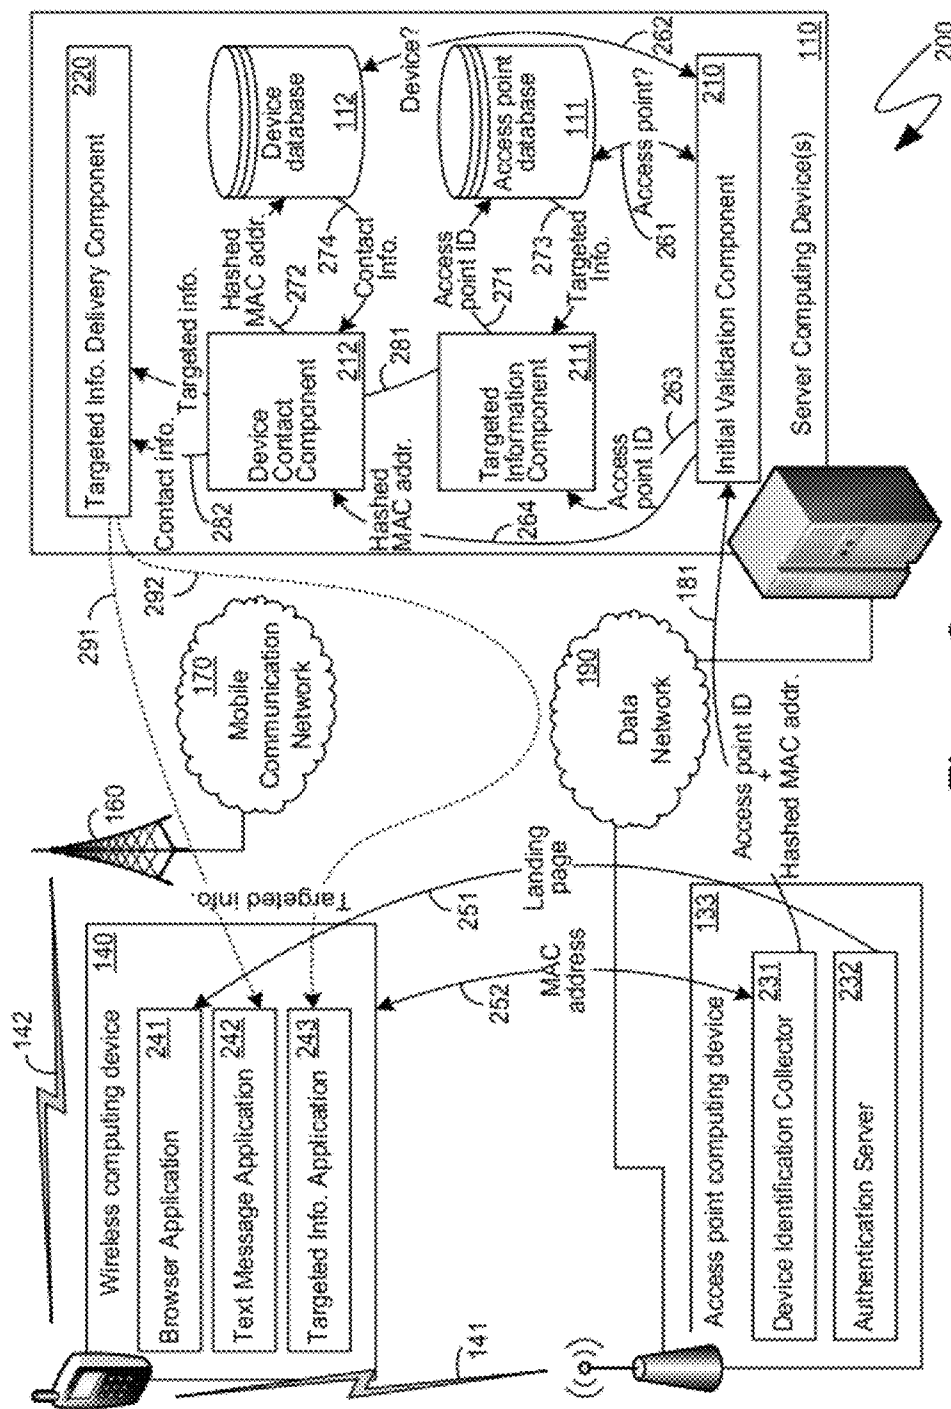 142
Wireless computing device 140
Browser Application 241
Text Message Application 242
Targeted Info. Application 243
141
160
Targeted info.
170
Mobile
Communication
Network
291
292
251
Landing
page
252
MAC
address
Access point computing device 133
Device Identification Collector 231
Authentication Server 232
190
Data
Network
Access point ID
+
Hashed MAC addr.
181
Targeted Info. Delivery Component 220
Contact info.
Targeted info.
282
Device
Contact
Component
212
Hashed
MAC addr.
272
274
Contact
Info.
Device
database
112
Device?
262
281
Targeted
Information
Component
211
Access
point ID
271
273
Targeted
Info.
Access point
database
111
Access point?
261
Hashed
MAC addr.
264
Access
point ID
263
Initial Validation Component 210
Server Computing Device(s) 110
200